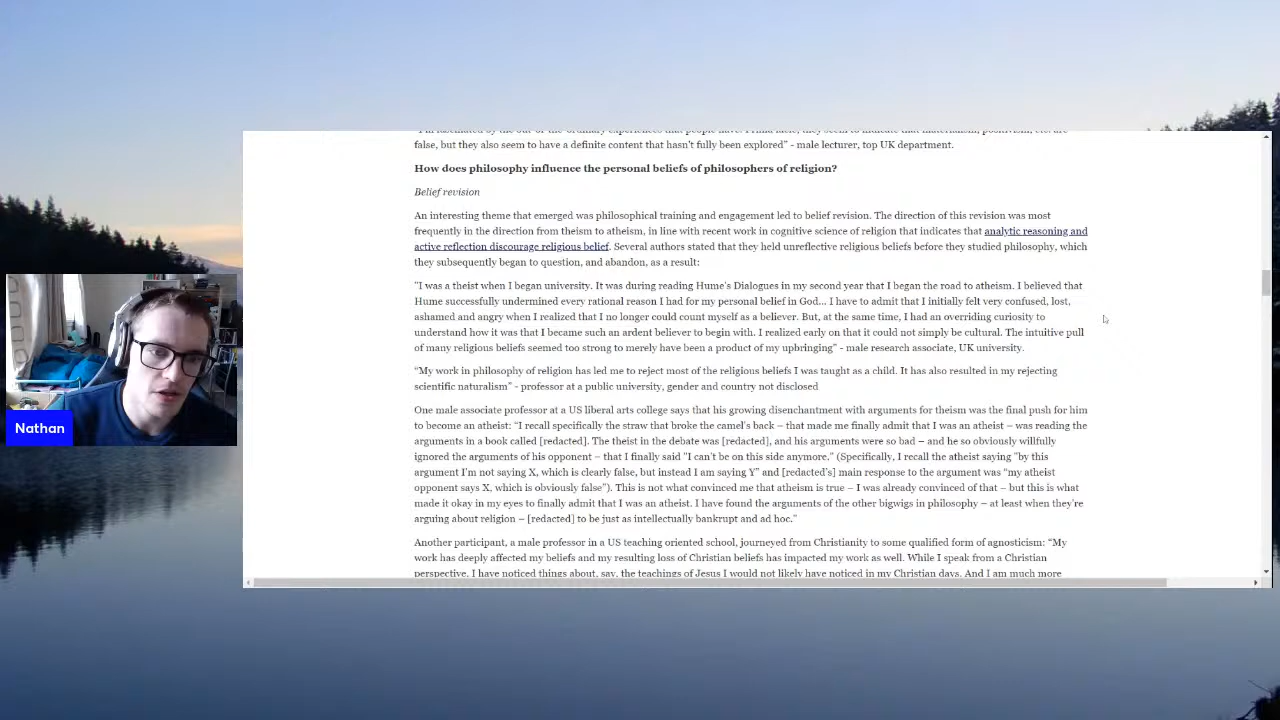 false, but they also seem to have a definite content that hasn't fully been explored” - male lecturer, top UK department.
How does philosophy influence the personal beliefs of philosophers of religion?
Belief revision
An interesting theme that emerged was philosophical training and engagement led to belief revision. The direction of this revision was most
frequently in the direction from theism to atheism, in line with recent work in cognitive science of religion that indicates that analytic reasoning and
active reflection discourage religious belief. Several authors stated that they held unreflective religious beliefs before they studied philosophy, which
they subsequently began to question, and abandon, as a result:
"I was a theist when I began university. It was during reading Hume's Dialogues in my second year that I began the road to atheism. I believed that
Hume successfully undermined every rational reason I had for my personal belief in God... I have to admit that I initially felt very confused, lost,
ashamed and angry when I realized that I no longer could count myself as a believer. But, at the same time, I had an overriding curiosity to
understand how it was that I became such an ardent believer to begin with. I realized early on that it could not simply be cultural. The intuitive pull
of many religious beliefs seemed too strong to merely have been a product of my upbringing” - male research associate, UK university.
“My work in philosophy of religion has led me to reject most of the religious beliefs I was taught as a child. It has also resulted in my rejecting
scientific naturalism” - professor at a public university, gender and country not disclosed
One male associate professor at a US liberal arts college says that his growing disenchantment with arguments for theism was the final push for him
to become an atheist: “I recall specifically the straw that broke the camel's back – that made me finally admit that I was an atheist – was reading the
arguments in a book called [redacted]. The theist in the debate was [redacted], and his arguments were so bad – and he so obviously willfully
ignored the arguments of his opponent – that I finally said "I can't be on this side anymore.” (Specifically, I recall the atheist saying "by this
argument I'm not saying X, which is clearly false, but instead I am saying Y” and [redacted's] main response to the argument was “my atheist
opponent says X, which is obviously false”). This is not what convinced me that atheism is true – I was already convinced of that – but this is what
made it okay in my eyes to finally admit that I was an atheist. I have found the arguments of the other bigwigs in philosophy – at least when they're
arguing about religion – [redacted] to be just as intellectually bankrupt and ad hoc."
Another participant, a male professor in a US teaching oriented school, journeyed from Christianity to some qualified form of agnosticism: “My
work has deeply affected my beliefs and my resulting loss of Christian beliefs has impacted my work as well. While I speak from a Christian
perspective, I have noticed things about, say, the teachings of Jesus I would not likely have noticed in my Christian days. And I am much more
Nathan